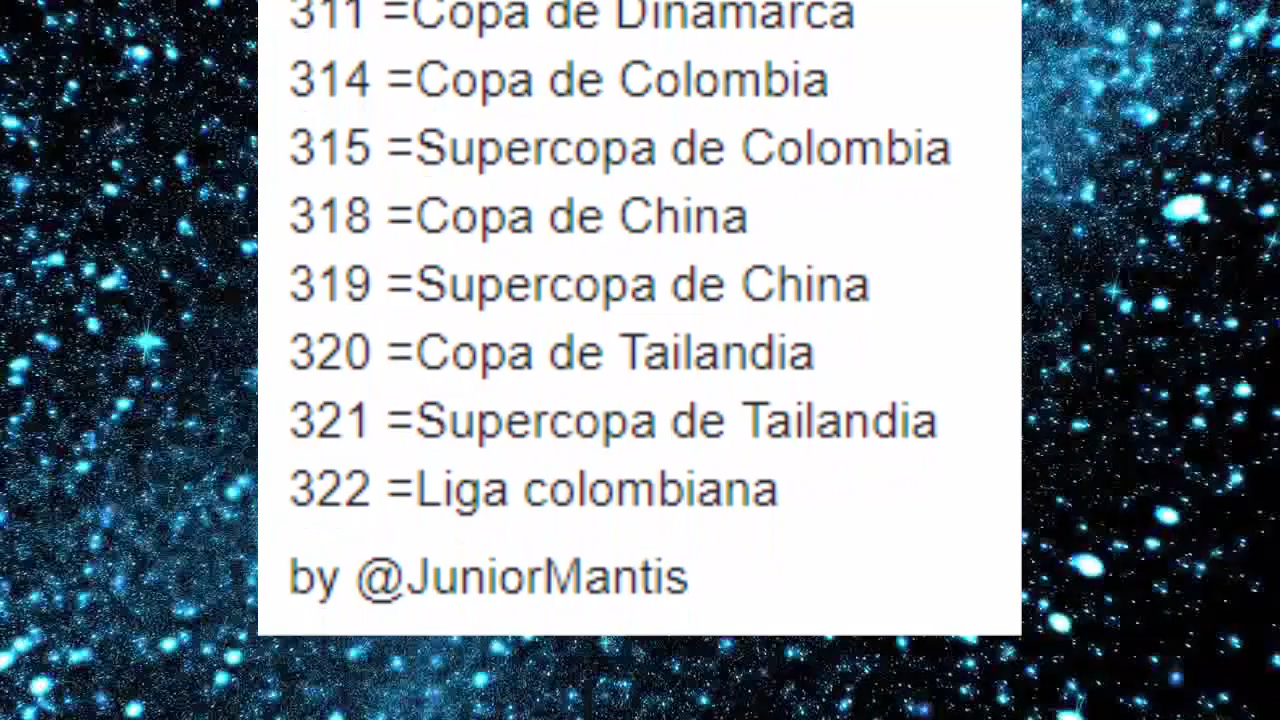 311 =Copa de Dinamarca
314 =Copa de Colombia
315 =Supercopa de Colombia
318 =Copa de China
319 =Supercopa de China
320 =Copa de Tailandia
321 =Supercopa de Tailandia
322 =Liga colombiana
by @JuniorMantis